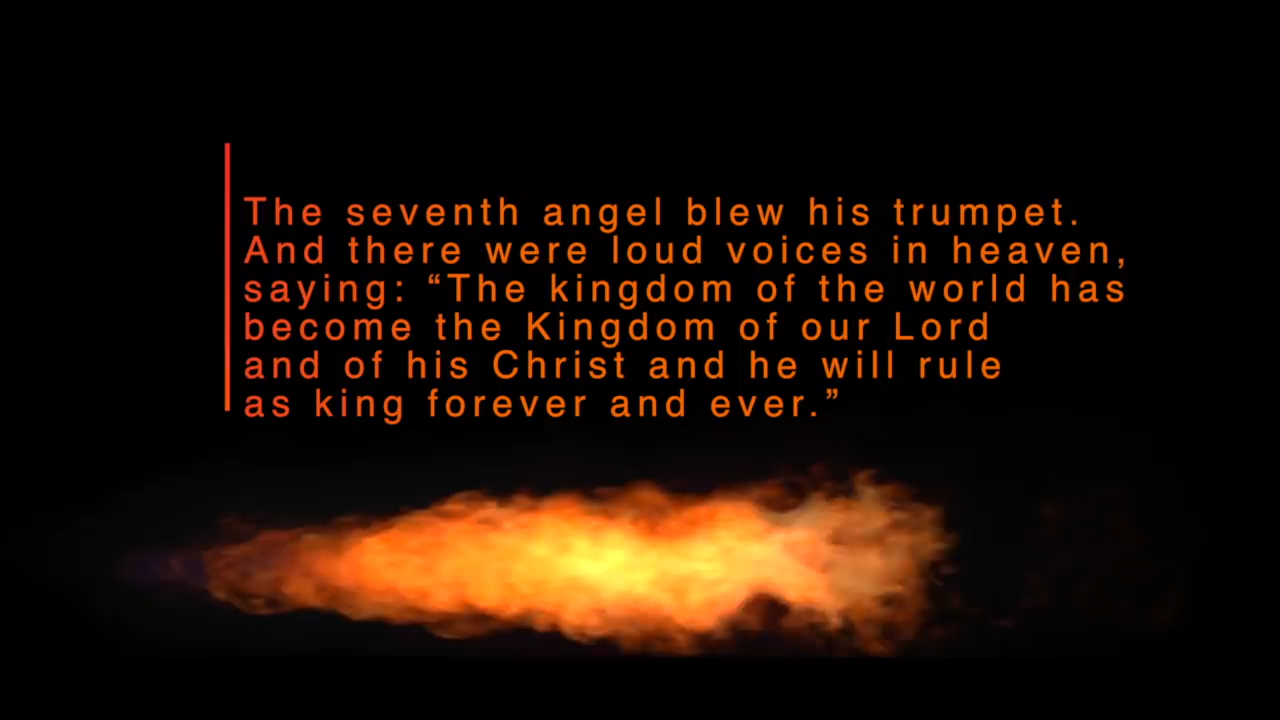 The seventh angel blew his trumpet.
And there were loud voices in heaven,
saying: “The kingdom of the world has
become the Kingdom of our Lord
and of his Christ and he will rule
as king forever and ever.”